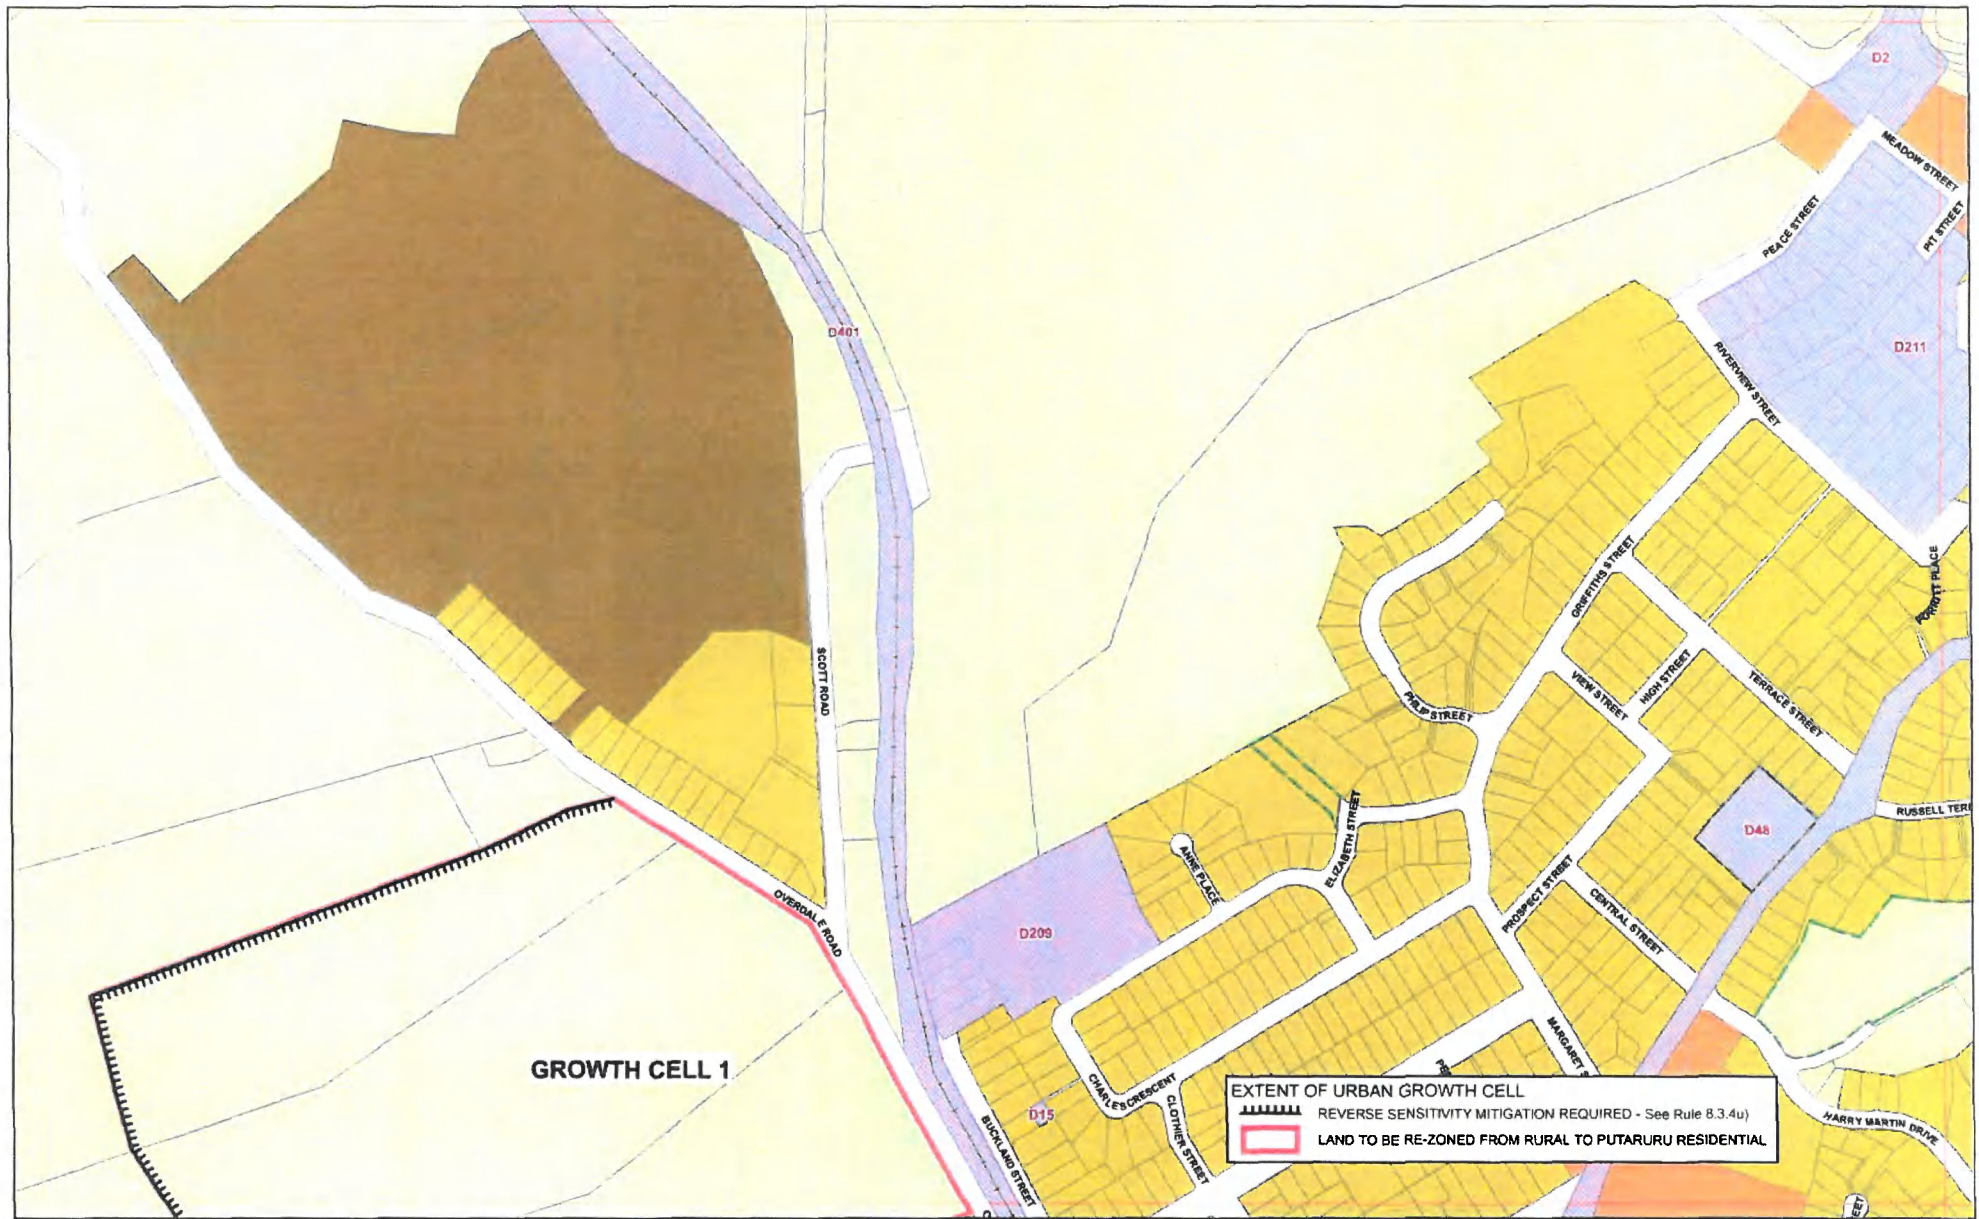 D2
MEADOW STREET
PIT STREET
PEACE STREET
D401
D211
RIVERVIEW STREET
GRIFFITHS STREET
PORRITT PLACE
SCOTT ROAD
HIGH STREET
VIEW STREET
TERRACE STREET
PHILIP STREET
RUSSELL TER
D48
ELIZABETH STREET
ANNE PLACE
PROSPECT STREET
CENTRAL STREET
OVERDALE ROAD
D209
GROWTH CELL 1
MARGARET S
CHARLES CRESCENT
D15
CLOTHIER STREET
BUCKLAND STREET
HARRY MARTIN DRIVE
EXTENT OF URBAN GROWTH CELL
REVERSE SENSITIVITY MITIGATION REQUIRED - See Rule 8.3.4u)
LAND TO BE RE-ZONED FROM RURAL TO PUTARURU RESIDENTIAL